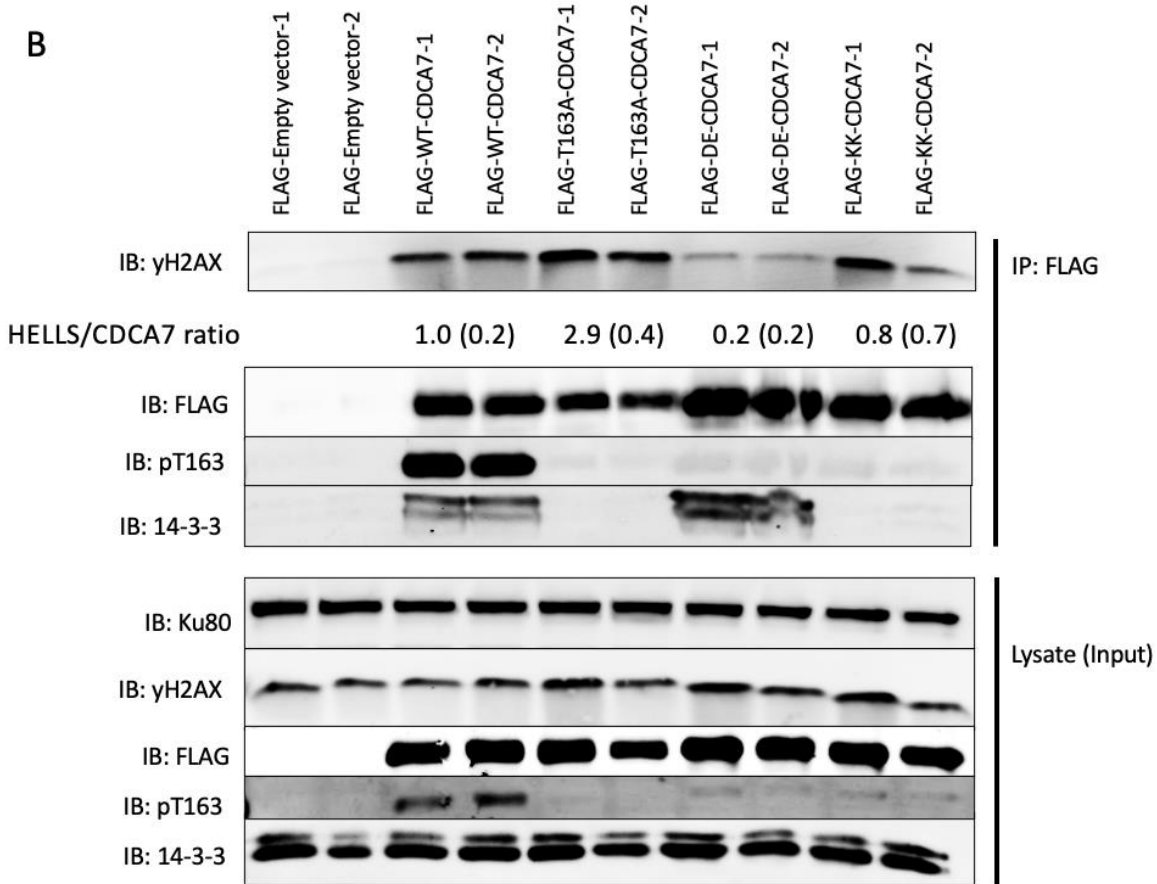 B
FLAG-Empty vector-1
FLAG-Empty vector-2
FLAG-WT-CDCA7-1
FLAG-WT-CDCA7-2
FLAG-T163A-CDCA7-1
FLAG-T163A-CDCA7-2
FLAG-DE-CDCA7-1
FLAG-DE-CDCA7-2
FLAG-KK-CDCA7-1
FLAG-KK-CDCA7-2
IB: yH2AX
IP: FLAG
HELLS/CDCA7 ratio 1.0 (0.2) 2.9 (0.4) 0.2 (0.2) 0.8 (0.7)
IB: FLAG
IB: pT163
IB: 14-3-3
IB: Ku80
Lysate (Input)
IB: yH2AX
IB: FLAG
IB: pT163
IB: 14-3-3